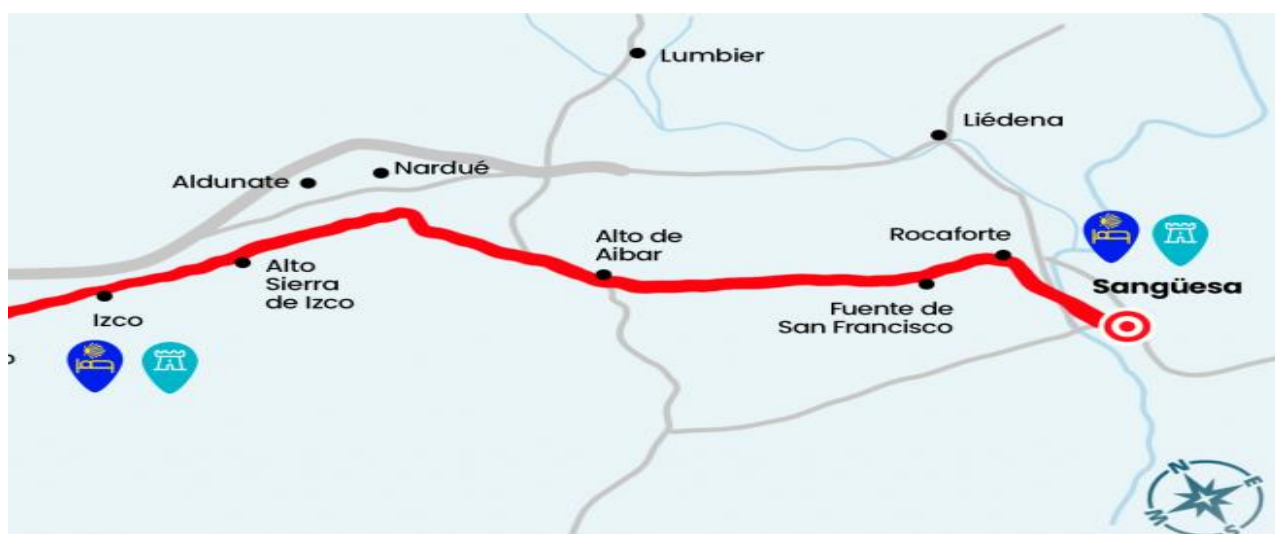 Lumbier
Liédena
Nardué
Aldunate
Alto de
Aibar
Rocaforte
Alto
Sierra
de Izco
Sangüesa
Izco
Fuente de
San Francisco
o
N
E
W
S